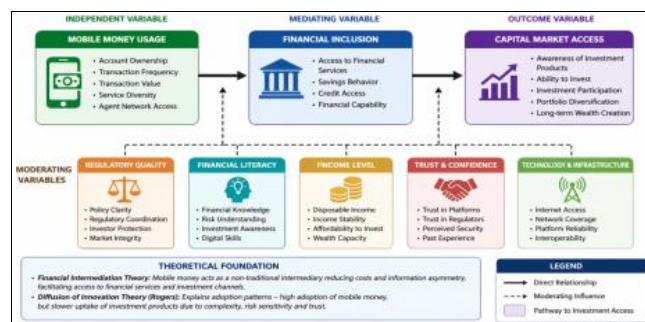 INDEPENDENT VARIABLE
MEDIATING VARIABLE
OUTCOME VARIABLE
MOBILE MONEY USAGE
• Account Ownership
• Transaction Frequency
• Transaction Value
• Service Diversity
• Agent Network Access
FINANCIAL INCLUSION
• Access to Financial
Services
• Savings Behavior
• Credit Access
• Financial Capability
CAPITAL MARKET ACCESS
• Awareness of Investment
Products
• Ability to Invest
• Investment Participation
• Portfolio Diversification
• Long-term Wealth Creation
MODERATING
VARIABLES
REGULATORY QUALITY
• Policy Clarity
• Regulatory Coordination
• Investor Protection
• Market Integrity
FINANCIAL LITERACY
• Financial Knowledge
• Risk Understanding
• Investment Awareness
• Digital Skills
FINCOME LEVEL
• Disposable Income
• Income Stability
• Affordability to Invest
• Wealth Capacity
TRUST & CONFIDENCE
• Trust in Platforms
• Trust in Regulators
• Perceived Security
• Past Experience
TECHNOLOGY & INFRASTRUCTURE
• Internet Access
• Network Coverage
• Platform Reliability
• Interoperability
THEORETICAL FOUNDATION
• Financial Intermediation Theory: Mobile money acts as a non-traditional intermediary reducing costs and information asymmetry,
facilitating access to financial services and investment channels.
• Diffusion of Innovation Theory (Rogers): Explains adoption patterns – high adoption of mobile money,
but slower uptake of investment products due to complexity, risk sensitivity and trust.
LEGEND
Direct Relationship
Moderating Influence
Pathway to Investment Access